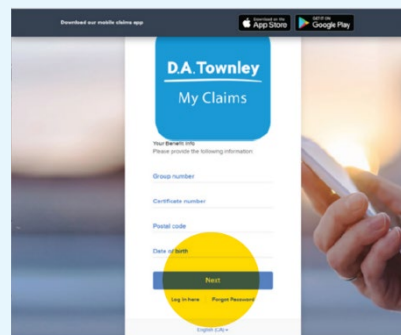 Download our mobile claims app
Download on the
App Store
GET IT ON
Google Play
D.A.Townley
My Claims
Your Benefit Info
Please provide the following information:
Group number
Certificate number
Postal code
Date of birth
Next
Log in here Forgot Password
English (US)